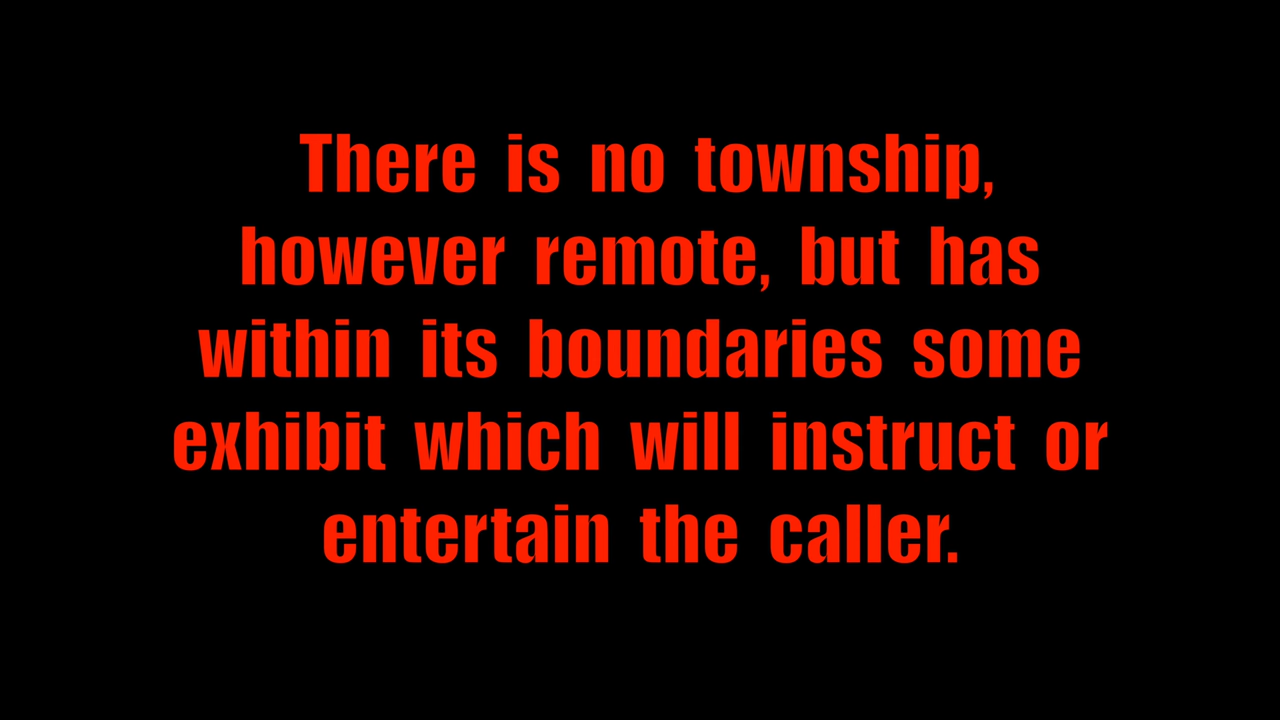 There is no township,
however remote, but has
within its boundaries some
exhibit which will instruct or
entertain the caller.